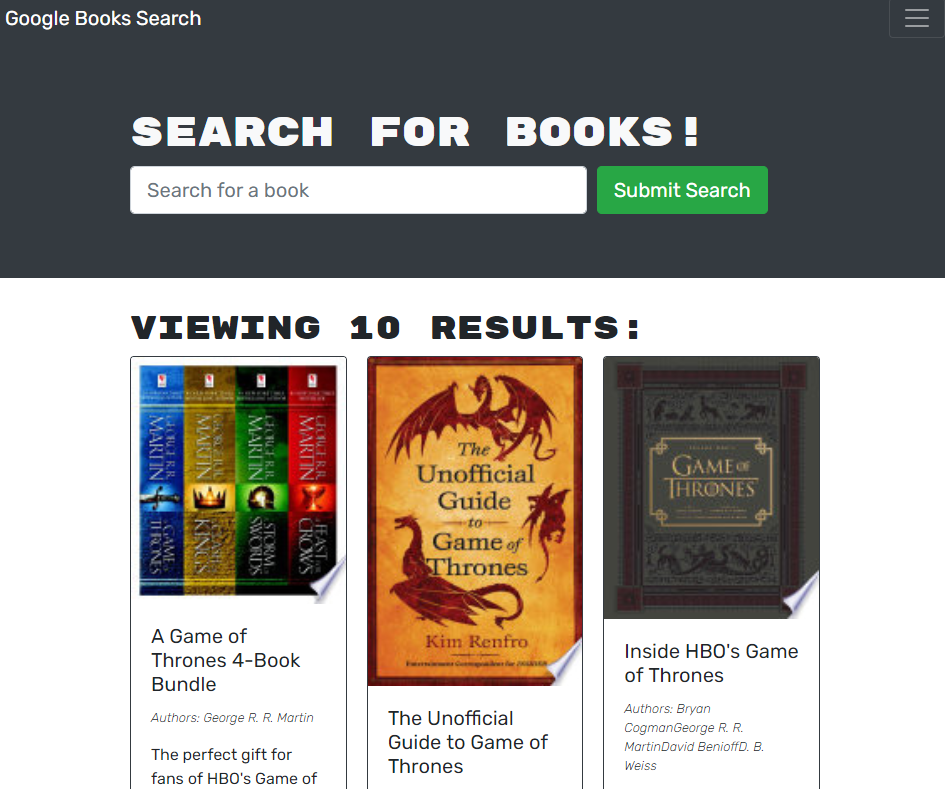 Google Books Search
SEARCH FOR BOOKS!
Search for a book
Submit Search
VIEWING 10 RESULTS:
GEORGE R.R. MARTIN
GEORGE R.R. MARTIN
GEORGE R.R. MARTIN
GEORGE R.R. MARTIN
A GAME OF THRONES
A CLASH OF KINGS
A STORM OF SWORDS
A FEAST FOR CROWS
The
Unofficial
Guide
to
Game of
Thrones
Kim Renfro
Entertainment Correspondent for INSIDER
GAME OF
THRONES
A Game of
Thrones 4-Book
Bundle
Authors: George R. R. Martin
The perfect gift for
fans of HBO's Game of
The Unofficial
Guide to Game of
Thrones
Inside HBO's Game
of Thrones
Authors: Bryan
CogmanGeorge R. R.
MartinDavid BenioffD. B.
Weiss